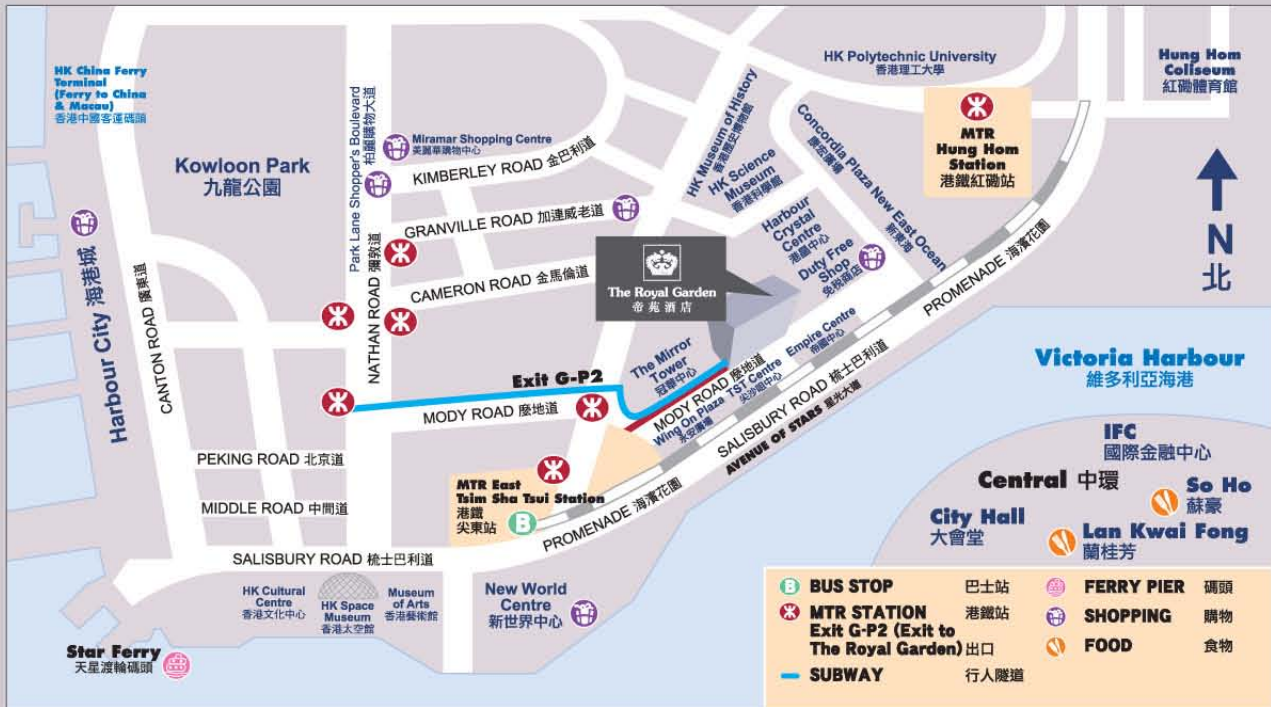 HK China Ferry
Terminal
(Ferry to China
& Macau)
香港中國客運碼頭
Kowloon Park
九龍公園
Harbour City 海港城
CANTON ROAD 廣東道
Park Lane Shopper's Boulevard
柏麗購物大道
NATHAN ROAD 彌敦道
Miramar Shopping Centre
美麗華購物中心
KIMBERLEY ROAD 金巴利道
GRANVILLE ROAD 加連威老道
CAMERON ROAD 金馬倫道
The Royal Garden
帝苑酒店
HK Museum of History
香港歷史博物館
HK Science
Museum
香港科學館
HK Polytechnic University
香港理工大學
Hung Hom
Coliseum
紅磡體育館
MTR
Hung Hom
Station
港鐵紅磡站
Concordia Plaza New East Ocean
康宏廣場
新東海
Harbour
Crystal
Centre
港晶中心
Duty Free
Shop
免稅商店
N
北
Exit G-P2
MODY ROAD 麼地道
The Mirror
Tower
冠華中心
MODY ROAD 麼地道
Wing On Plaza
永安廣場
TST Centre
尖沙咀中心
Empire Centre
帝國中心
SALISBURY ROAD 梳士巴利道
AVENUE OF STARS 星光大道
PROMENADE 海濱花園
PROMENADE 海濱花園
Victoria Harbour
維多利亞海港
PEKING ROAD 北京道
MIDDLE ROAD 中間道
MTR East
Tsim Sha Tsui Station
港鐵
尖東站
B
SALISBURY ROAD 梳士巴利道
HK Cultural
Centre
香港文化中心
HK Space
Museum
香港太空館
Museum
of Arts
香港藝術館
New World
Centre
新世界中心
Star Ferry
天星渡輪碼頭
IFC
國際金融中心
Central 中環
So Ho
蘇豪
City Hall
大會堂
Lan Kwai Fong
蘭桂芳
B BUS STOP 巴士站
MTR STATION 港鐵站
Exit G-P2 (Exit to
The Royal Garden) 出口
SUBWAY 行人隧道
FERRY PIER 碼頭
SHOPPING 購物
FOOD 食物